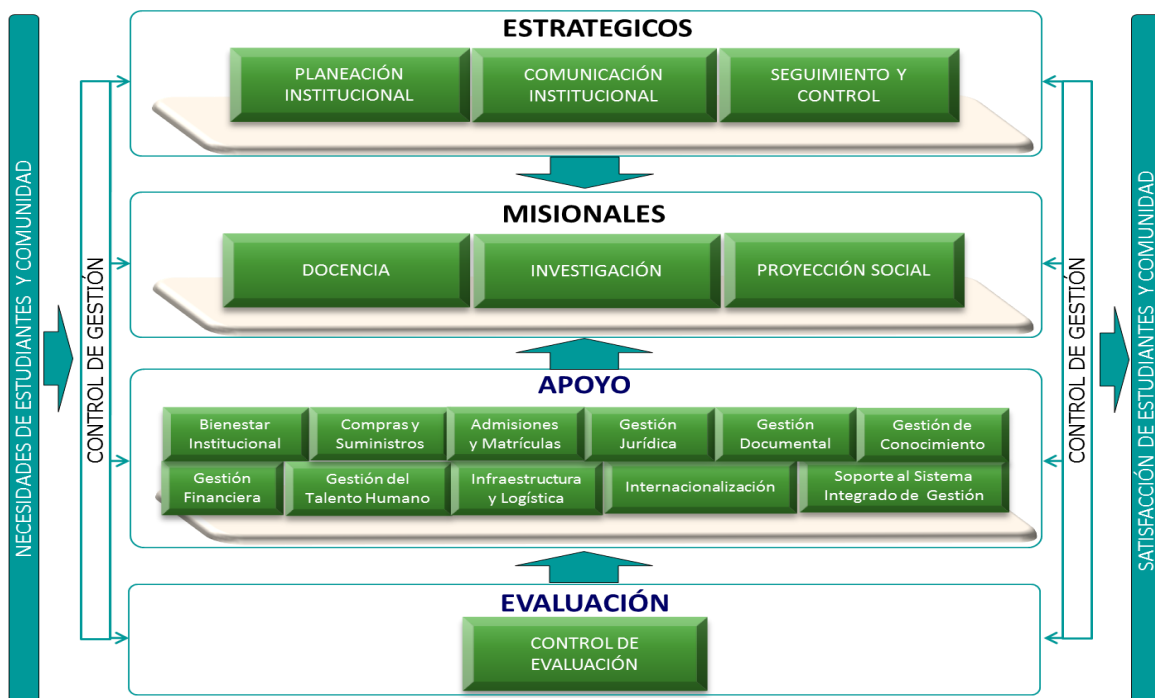 NECESIDADES DE ESTUDIANTES Y COMUNIDAD
CONTROL DE GESTIÓN
ESTRATEGICOS
PLANEACIÓN
INSTITUCIONAL
COMUNICACIÓN
INSTITUCIONAL
SEGUIMIENTO Y
CONTROL
MISIONALES
DOCENCIA
INVESTIGACIÓN
PROYECCIÓN SOCIAL
APOYO
Bienestar
Institucional
Compras y
Suministros
Admisiones
y Matrículas
Gestión
Jurídica
Gestión
Documental
Gestión de
Conocimiento
Gestión
Financiera
Gestión del
Talento Humano
Infraestructura
y Logística
Internacionalización
Soporte al Sistema
Integrado de Gestión
EVALUACIÓN
CONTROL DE
EVALUACIÓN
CONTROL DE GESTIÓN
SATISFACCIÓN DE ESTUDIANTES Y COMUNIDAD